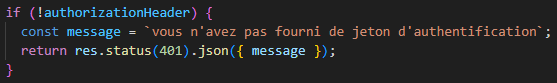 if (!authorizationHeader) {
const message = `vous n'avez pas fourni de jeton d'authentification`;
return res.status(401).json({ message });
}